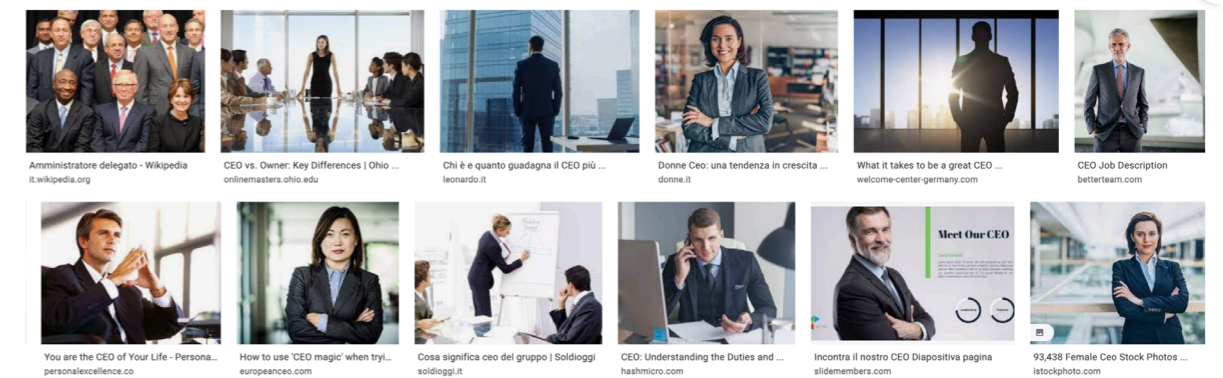 Amministratore delegato - Wikipedia
it.wikipedia.org
CEO vs. Owner: Key Differences | Ohio ...
onlinemasters.ohio.edu
Chi è e quanto guadagna il CEO più ...
leonardo.it
Donne Ceo: una tendenza in crescita ...
donne.it
What it takes to be a great CEO ...
welcome-center-germany.com
CEO Job Description
betterteam.com
Meet Our CEO
You are the CEO of Your Life - Persona...
personalexcellence.co
How to use 'CEO magic' when tryi...
europeanceo.com
Cosa significa ceo del gruppo | Soldioggi
soldioggi.it
CEO: Understanding the Duties and ...
hashmicro.com
Incontra il nostro CEO Diapositiva pagina
slidemembers.com
93,438 Female Ceo Stock Photos ...
istockphoto.com